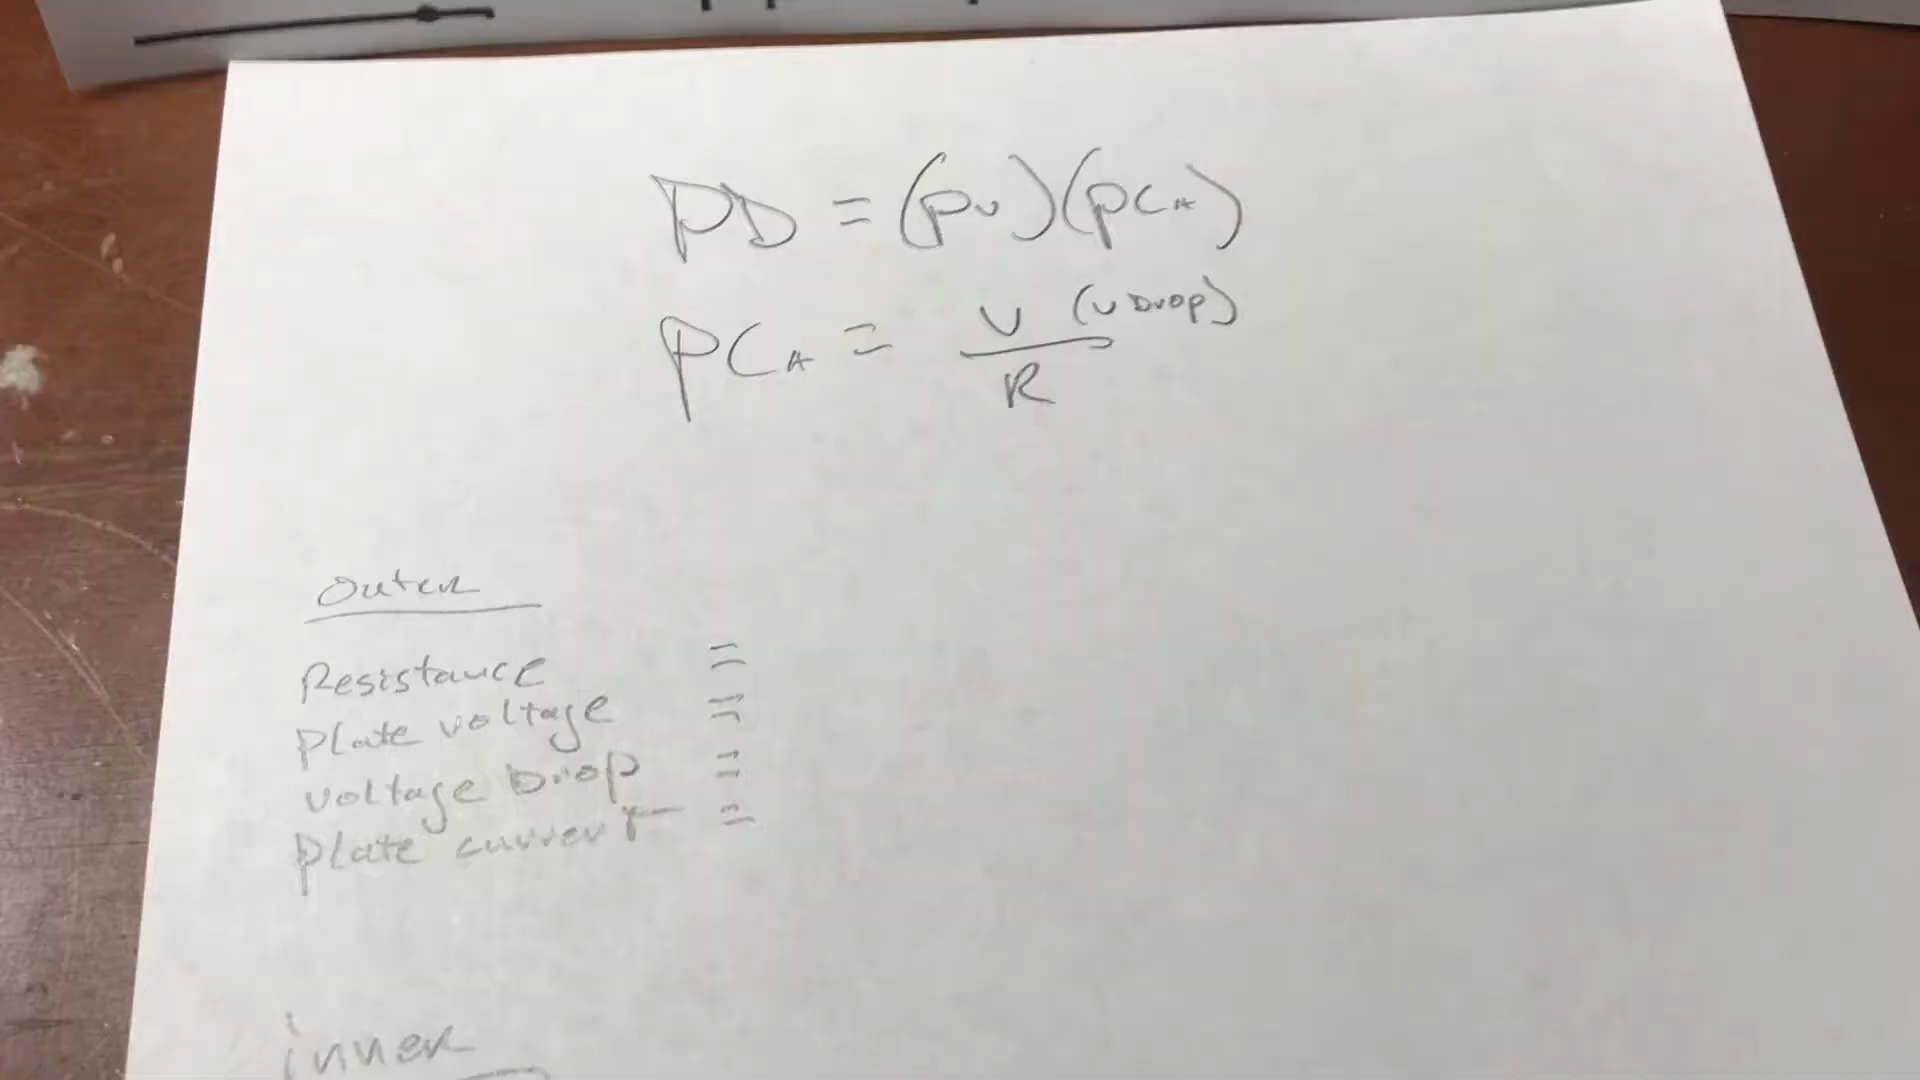 PD = (Pv)(PCA)
PCA = V (V Drop)
R
Outer
Resistance =
Plate voltage =
voltage Drop =
Plate current =
inner